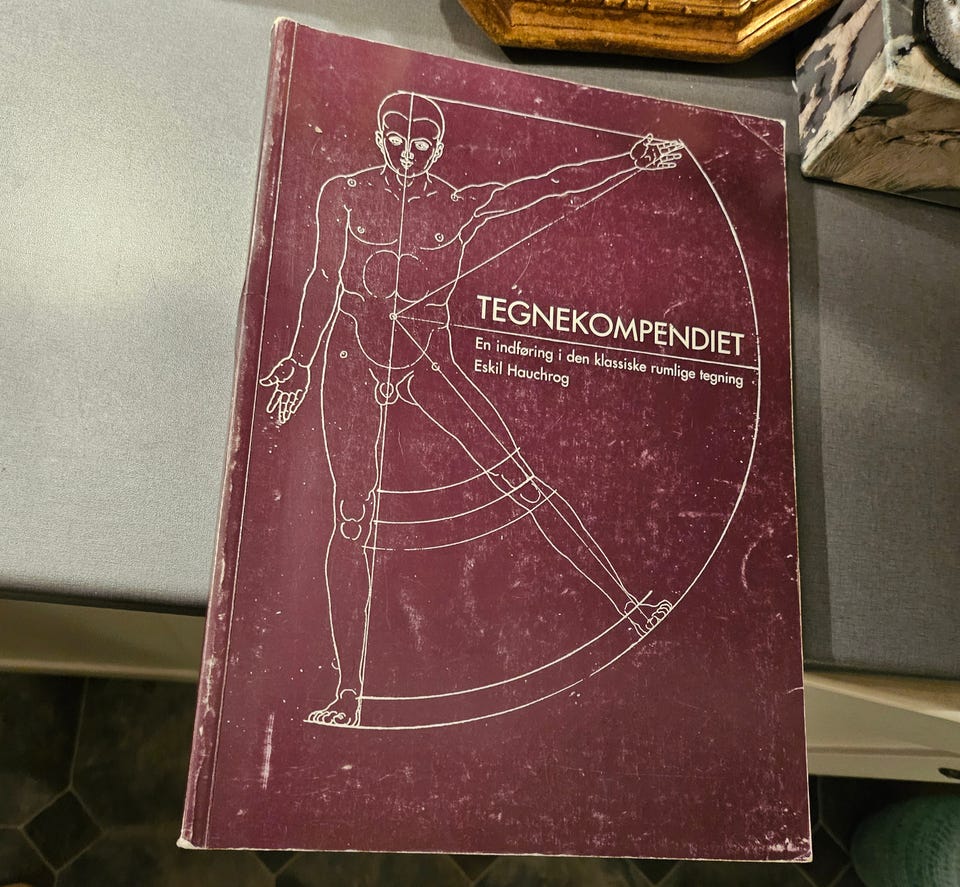 TEGNEKOMPENDIET
En indføring i den klassiske rumlige tegning
Eskil Hauchrog